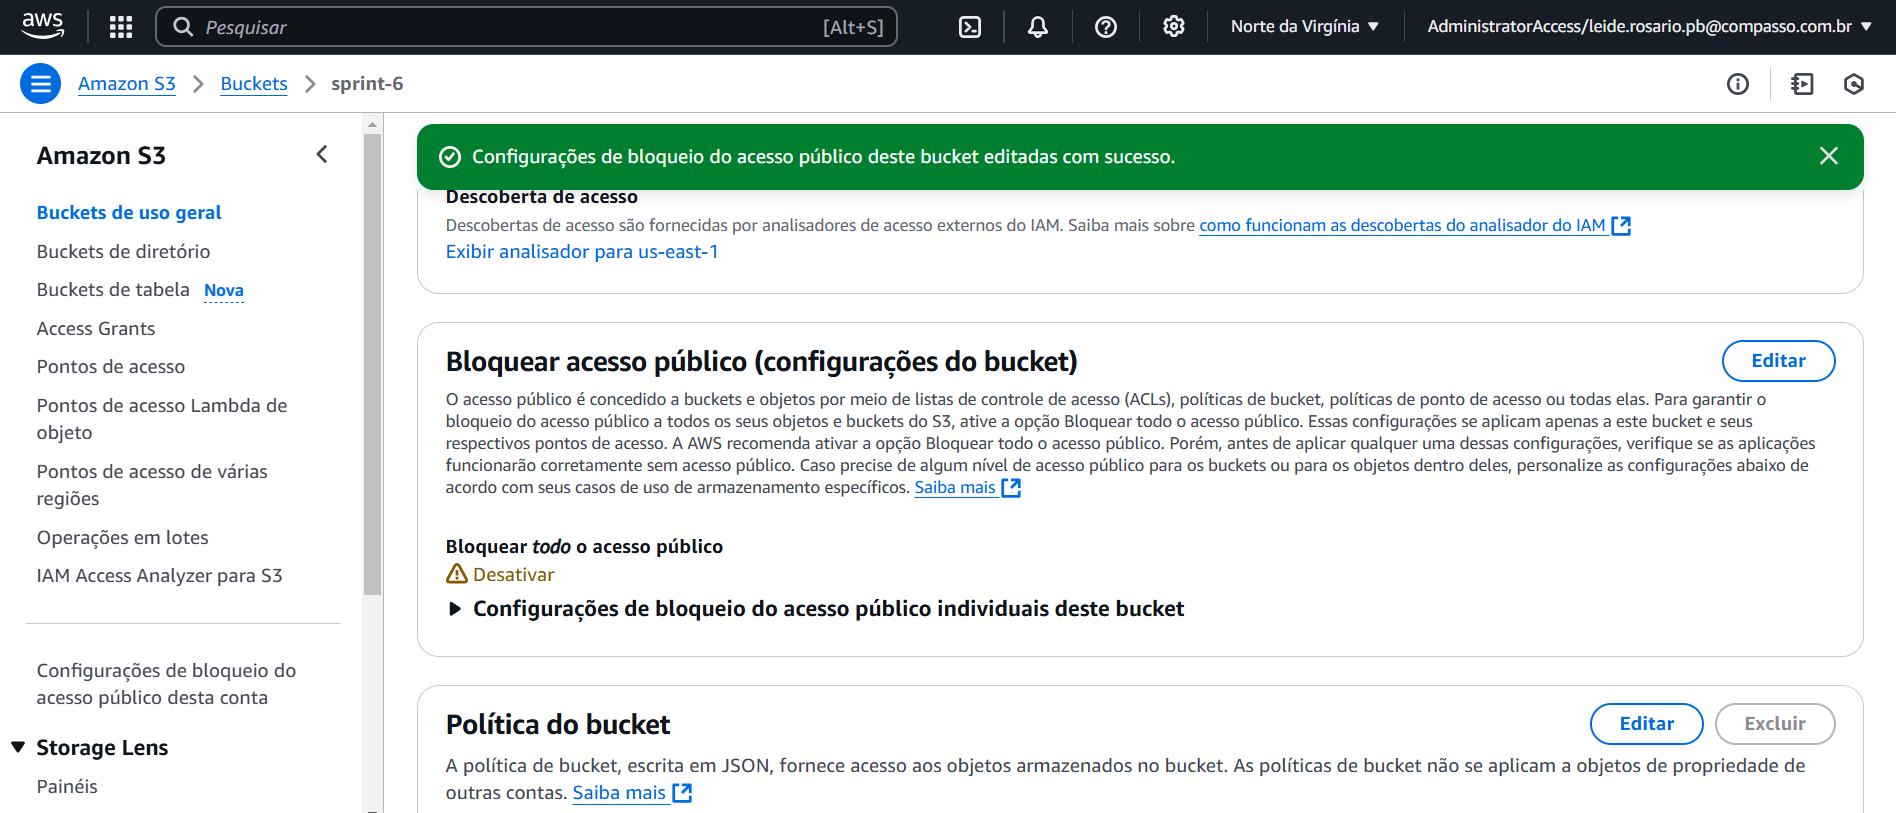 aws
Pesquisar
[Alt+S]
Norte da Virgínia
AdministratorAccess/leide.rosario.pb@compasso.com.br
Amazon S3
Buckets
sprint-6
Amazon S3
Buckets de uso geral
Buckets de diretório
Buckets de tabela Nova
Access Grants
Pontos de acesso
Pontos de acesso Lambda de
objeto
Pontos de acesso de várias
regiões
Operações em lotes
IAM Access Analyzer para S3
Configurações de bloqueio do
acesso público desta conta
Storage Lens
Painéis
Configurações de bloqueio do acesso público deste bucket editadas com sucesso.
Descoberta de acesso
Descobertas de acesso são fornecidas por analisadores de acesso externos do IAM. Saiba mais sobre como funcionam as descobertas do analisador do IAM
Exibir analisador para us-east-1
Bloquear acesso público (configurações do bucket)
Editar
O acesso público é concedido a buckets e objetos por meio de listas de controle de acesso (ACLs), políticas de bucket, políticas de ponto de acesso ou todas elas. Para garantir o
bloqueio do acesso público a todos os seus objetos e buckets do S3, ative a opção Bloquear todo o acesso público. Essas configurações se aplicam apenas a este bucket e seus
respectivos pontos de acesso. A AWS recomenda ativar a opção Bloquear todo o acesso público. Porém, antes de aplicar qualquer uma dessas configurações, verifique se as aplicações
funcionarão corretamente sem acesso público. Caso precise de algum nível de acesso público para os buckets ou para os objetos dentro deles, personalize as configurações abaixo de
acordo com seus casos de uso de armazenamento específicos. Saiba mais
Bloquear todo o acesso público
Desativar
Configurações de bloqueio do acesso público individuais deste bucket
Política do bucket
Editar
Excluir
A política de bucket, escrita em JSON, fornece acesso aos objetos armazenados no bucket. As políticas de bucket não se aplicam a objetos de propriedade de
outras contas. Saiba mais